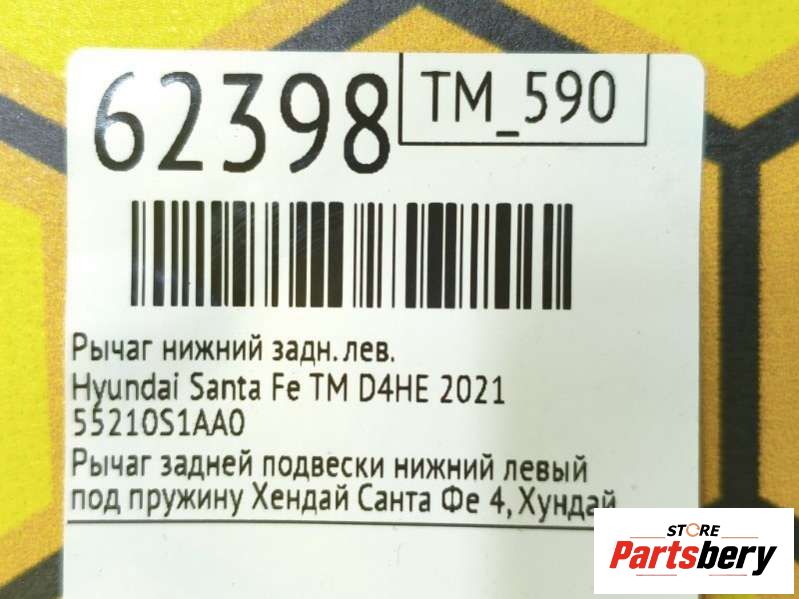 62398
TM_590
Рычаг нижний задн. лев.
Hyundai Santa Fe TM D4HE 2021
55210S1AA0
Рычаг задней подвески нижний левый
под пружину Хендай Санта Фе 4, Хундай
STORE
Partsbery